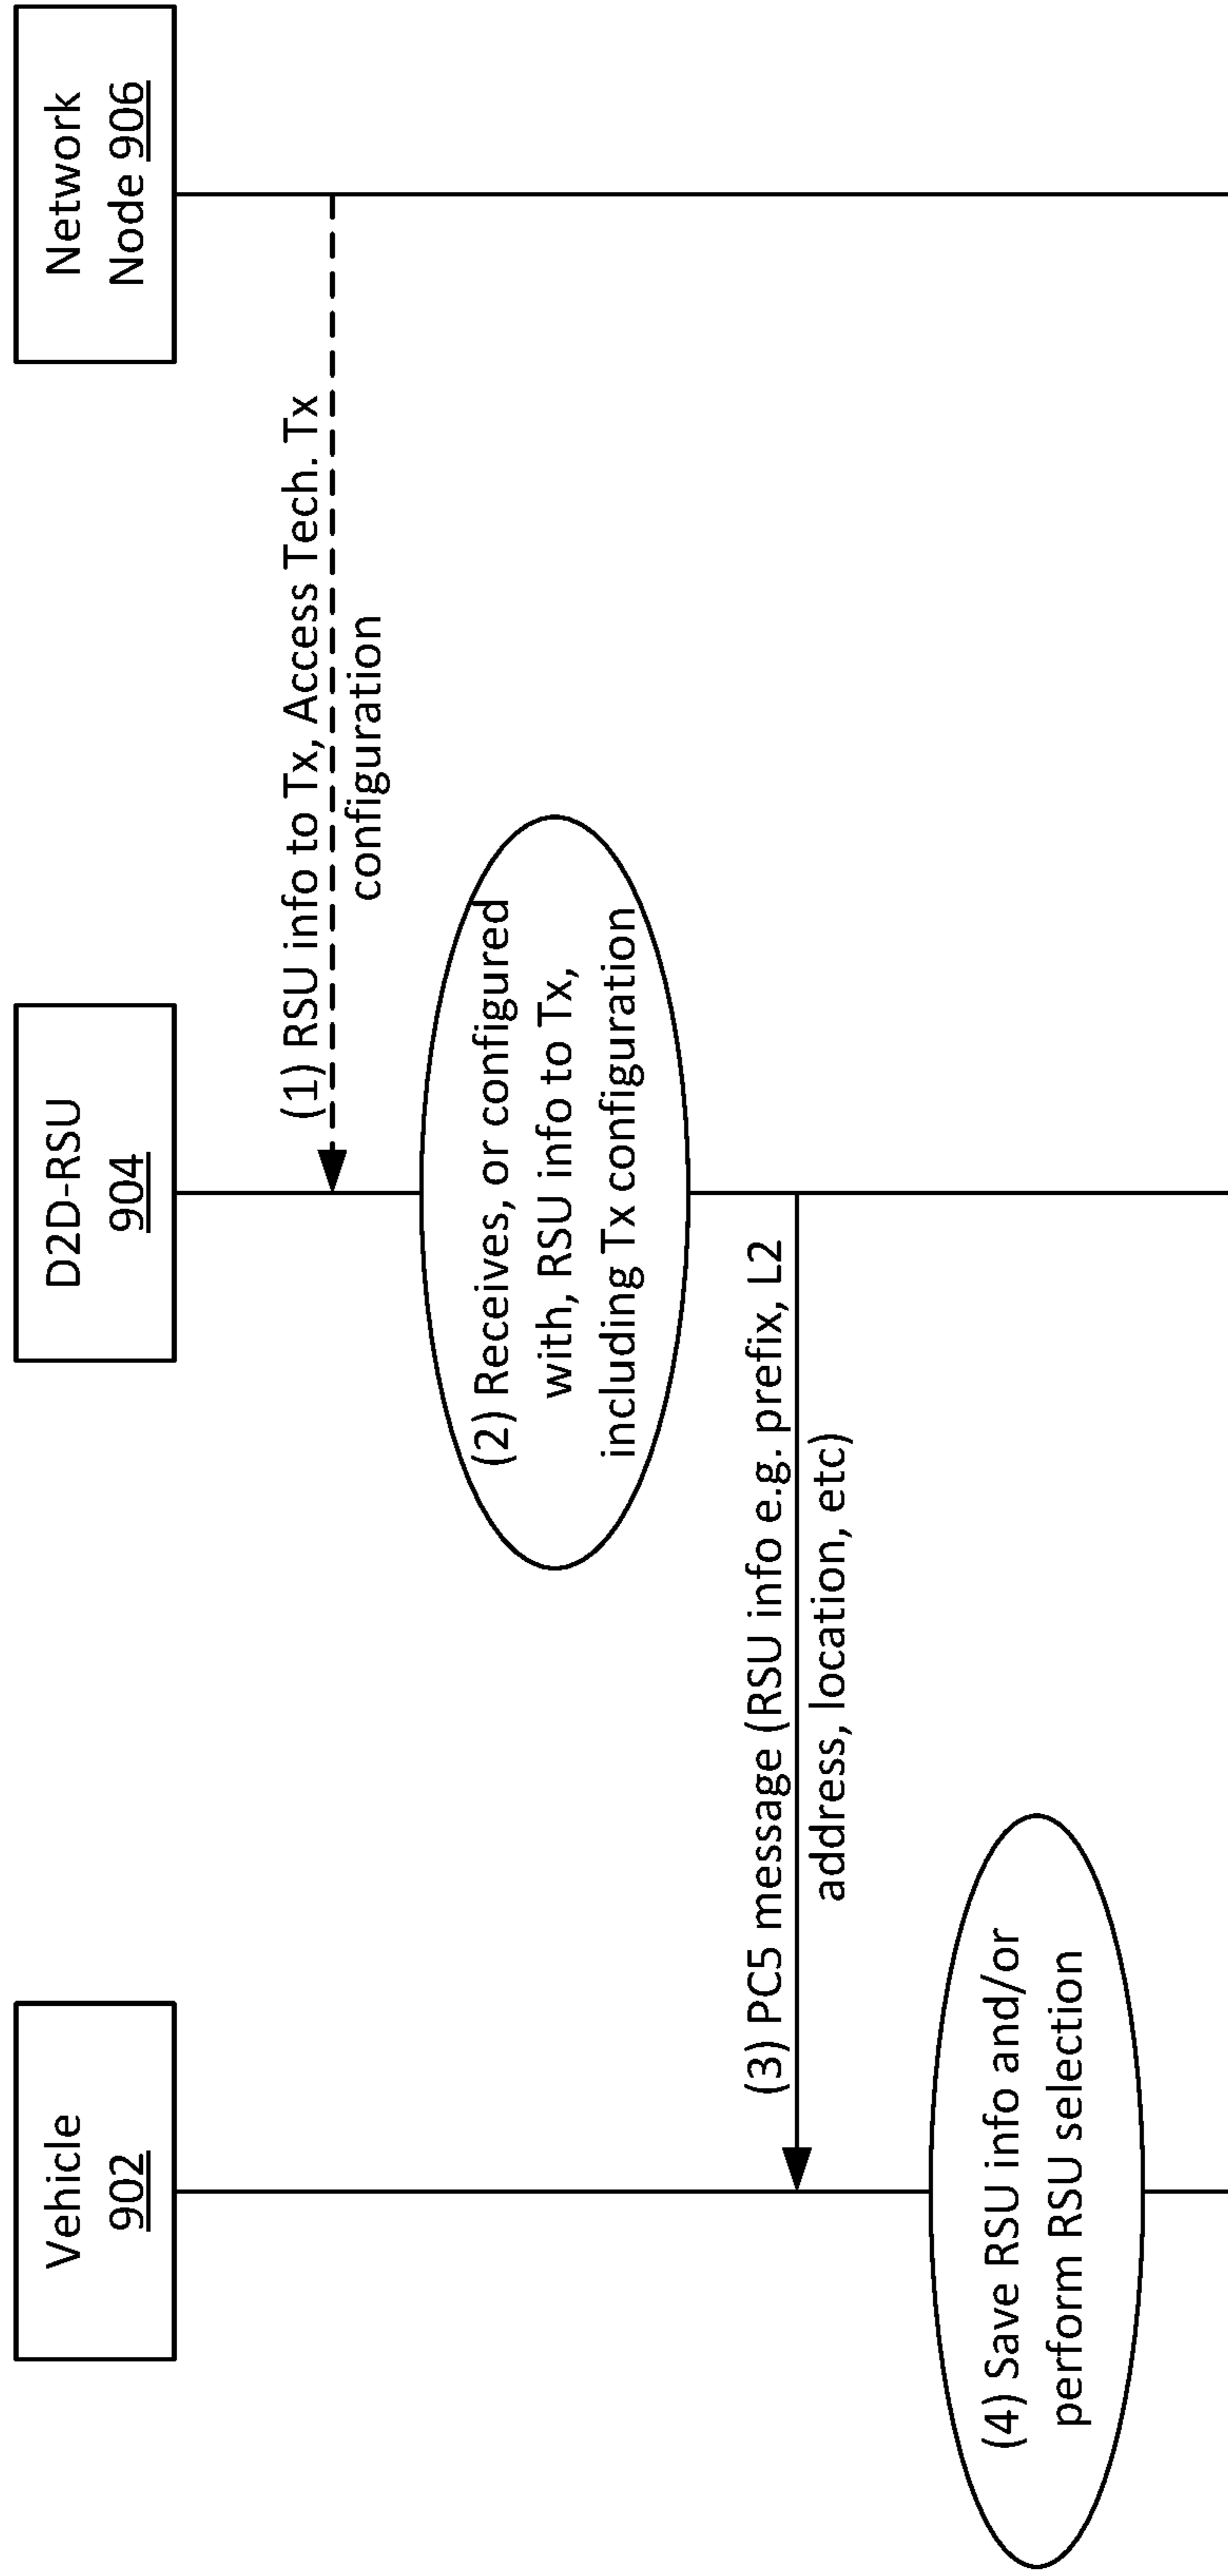 Vehicle
902
D2D-RSU
904
Network
Node 906
(1) RSU info to Tx, Access Tech. Tx
configuration
(2) Receives, or configured
with, RSU info to Tx,
including Tx configuration
(3) PC5 message (RSU info e.g. prefix, L2
address, location, etc)
(4) Save RSU info and/or
perform RSU selection